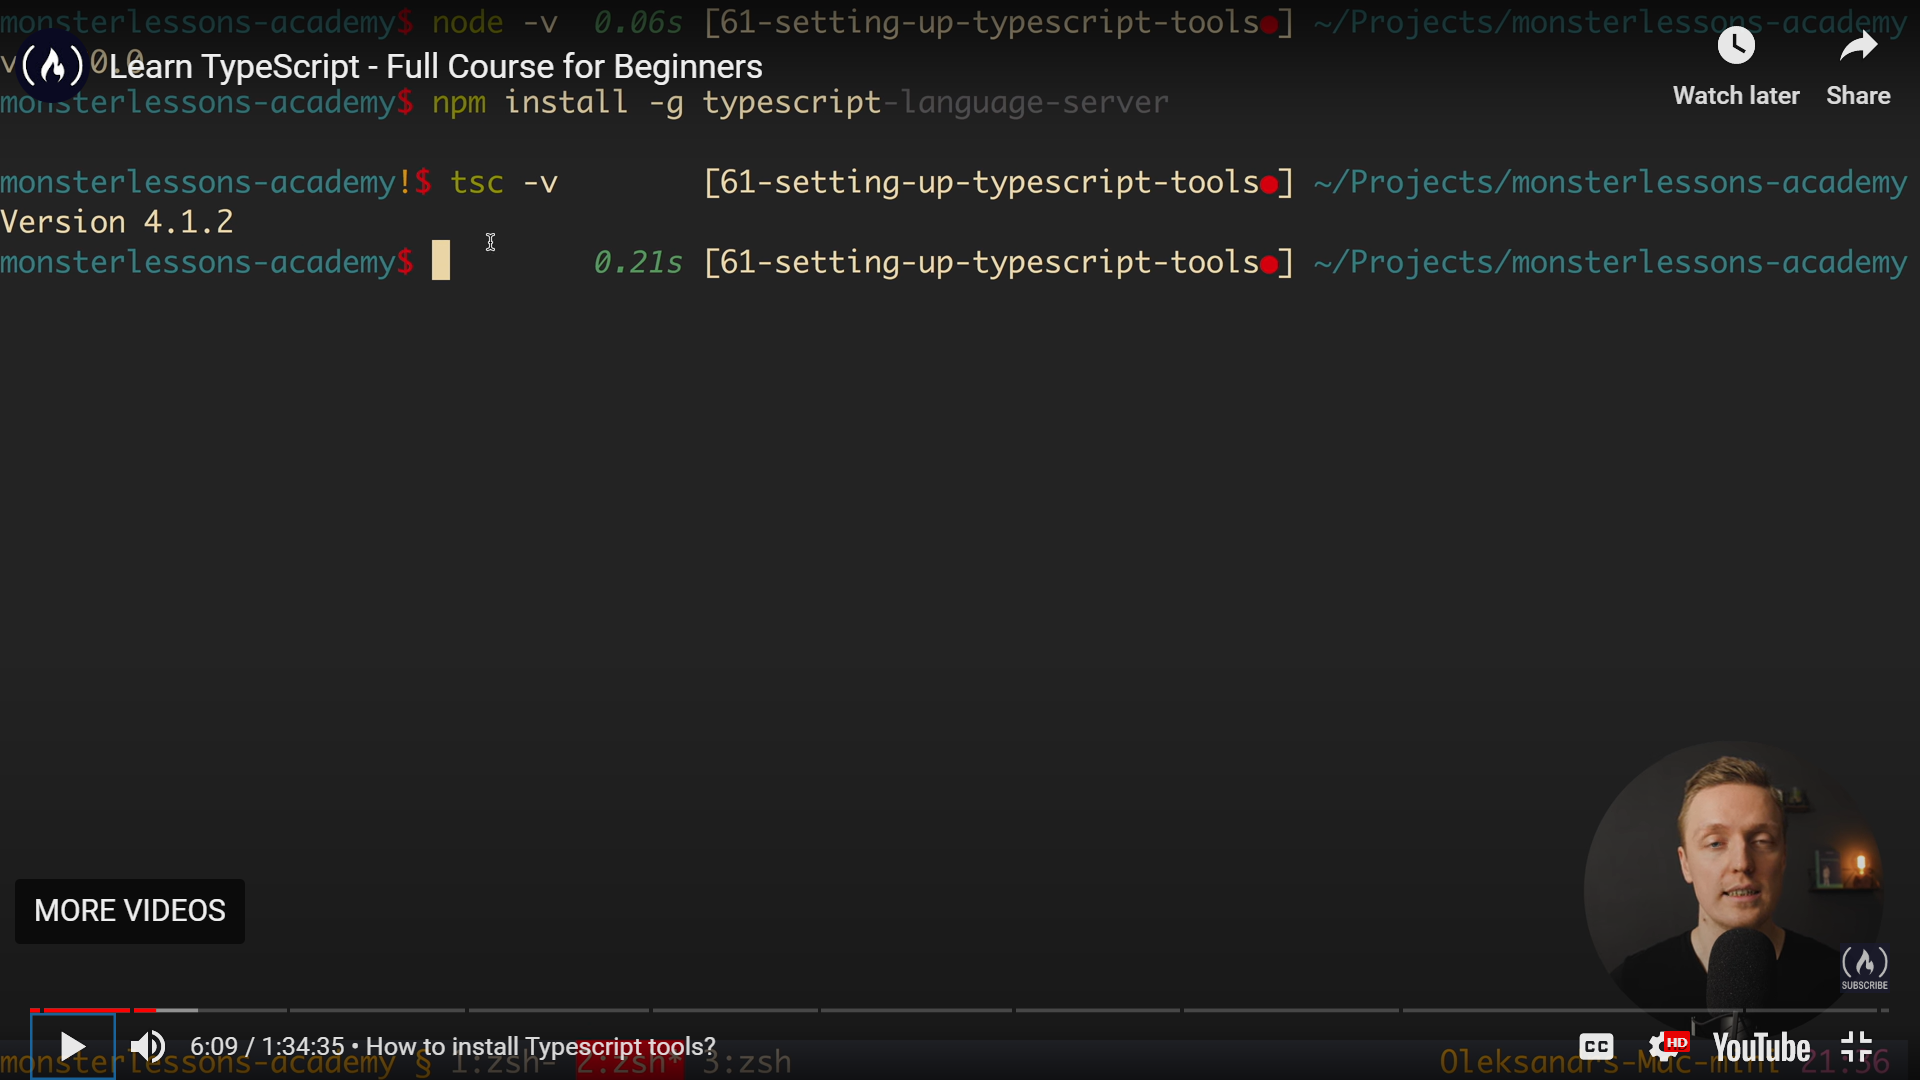 monsterlessons-academy$ node -v 0.06s [61-setting-up-typescript-tools●] ~/Projects/monsterlessons-academy
Learn TypeScript - Full Course for Beginners
Watch later
Share
monsterlessons-academy$ npm install -g typescript-language-server
monsterlessons-academy!$ tsc -v [61-setting-up-typescript-tools●] ~/Projects/monsterlessons-academy
Version 4.1.2
monsterlessons-academy$ 0.21s [61-setting-up-typescript-tools●] ~/Projects/monsterlessons-academy
MORE VIDEOS
SUBSCRIBE
6:09 / 1:34:35 • How to install Typescript tools?
CC
HD
YouTube
monsterlessons-academy § 1:zsh- 2:zsh* 3:zsh
Oleksandrs-Mac-mini 21:36